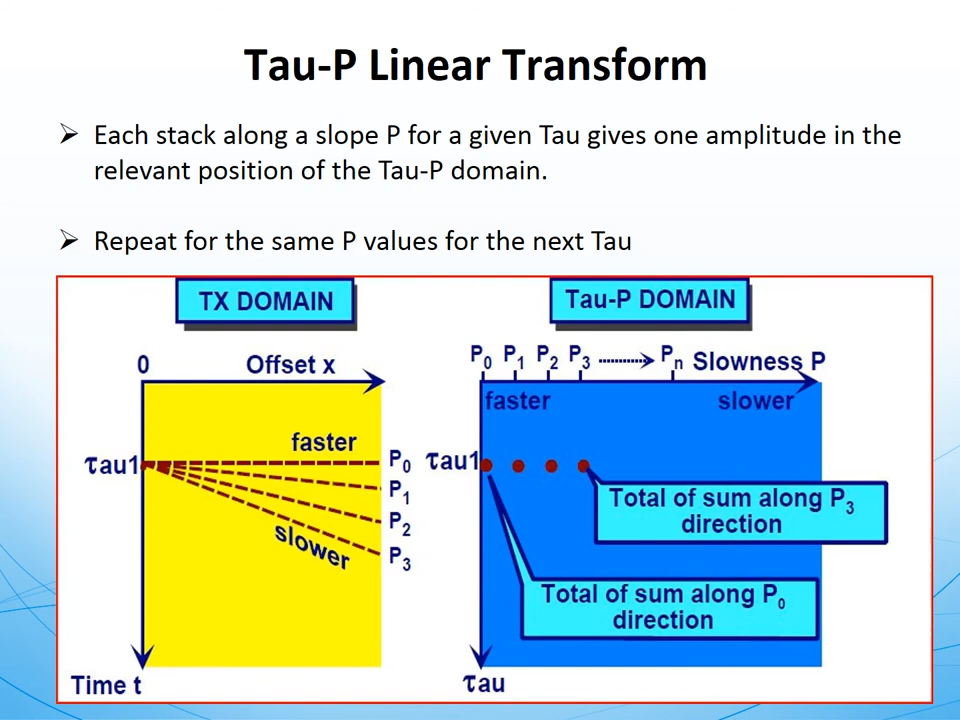 Tau-P Linear Transform
➢ Each stack along a slope P for a given Tau gives one amplitude in the
relevant position of the Tau-P domain.
➢ Repeat for the same P values for the next Tau
TX DOMAIN
0
Offset x
τau1
faster
P0
P1
P2
P3
slower
Time t
Tau-P DOMAIN
P0 P1 P2 P3 Pn Slowness P
faster
slower
τau1
Total of sum along P3
direction
Total of sum along P0
direction
τau